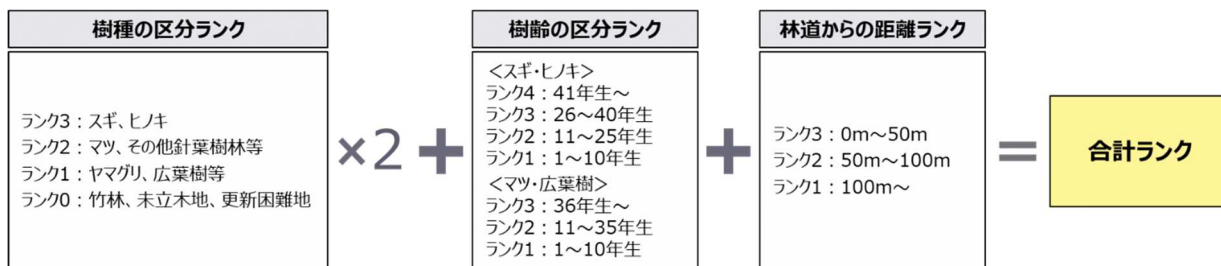 樹種の区分ランク
ランク3：スギ、ヒノキ
ランク2：マツ、その他針葉樹林等
ランク1：ヤマグリ、広葉樹等
ランク0：竹林、未立木地、更新困難地
×2
+
樹齢の区分ランク
＜スギ・ヒノキ＞
ランク4：41年生～
ランク3：26～40年生
ランク2：11～25年生
ランク1：1～10年生
＜マツ・広葉樹＞
ランク3：36年生～
ランク2：11～35年生
ランク1：1～10年生
+
林道からの距離ランク
ランク3：0m～50m
ランク2：50m～100m
ランク1：100m～
=
合計ランク